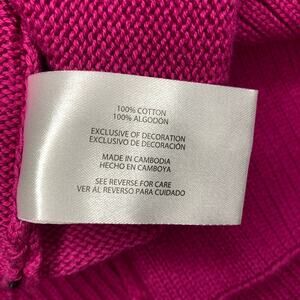 100% COTTON
100% ALGODÓN
EXCLUSIVE OF DECORATION
EXCLUSIVO DE DECORACIÓN
MADE IN CAMBODIA
HECHO EN CAMBOYA
SEE REVERSE FOR CARE
VER AL REVERSO PARA CUIDADO